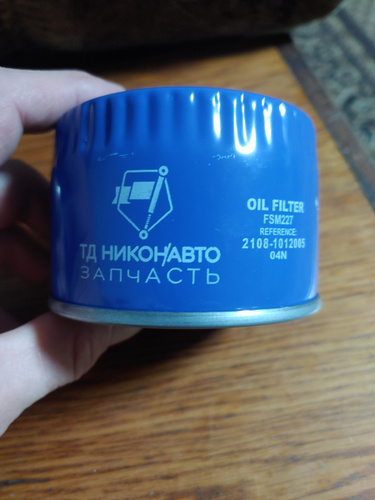 ТД НИКОНАВТО
ЗАПЧАСТЬ
OIL FILTER
FSM227
REFERENCE:
2108-1012005
04N